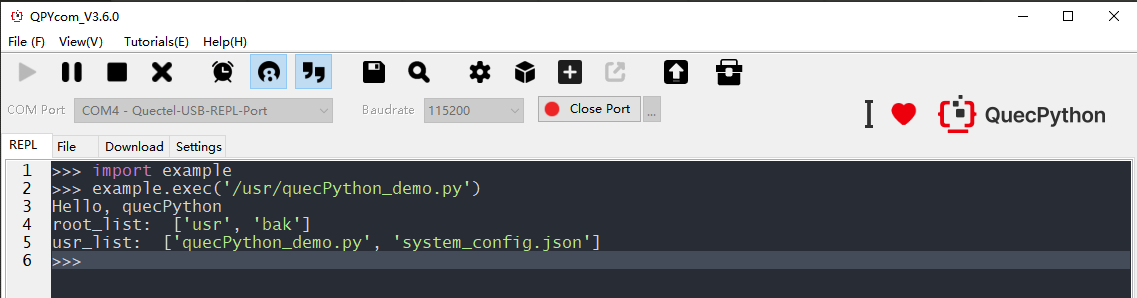 QPYcom_V3.6.0
File (F) View(V) Tutorials(E) Help(H)
COM Port COM4 - Quectel-USB-REPL-Port Baudrate 115200 Close Port ...
I QuecPython
REPL File Download Settings
1 >>> import example
2 >>> example.exec('/usr/quecPython_demo.py')
3 Hello, quecPython
4 root_list:  ['usr', 'bak']
5 usr_list:  ['quecPython_demo.py', 'system_config.json']
6 >>>